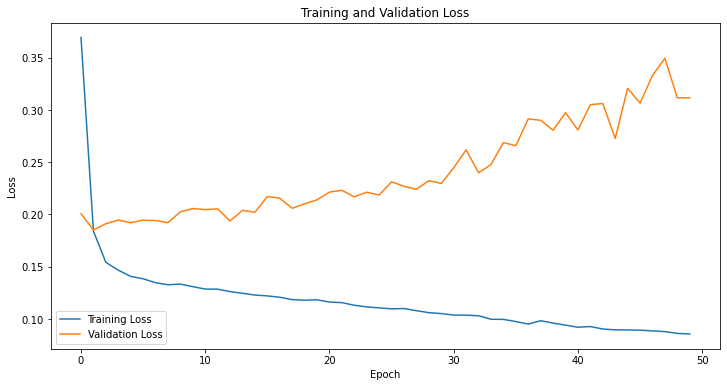 Training and Validation Loss
Loss
0.35
0.30
0.25
0.20
0.15
0.10
Training Loss
Validation Loss
0 10 20 30 40 50
Epoch